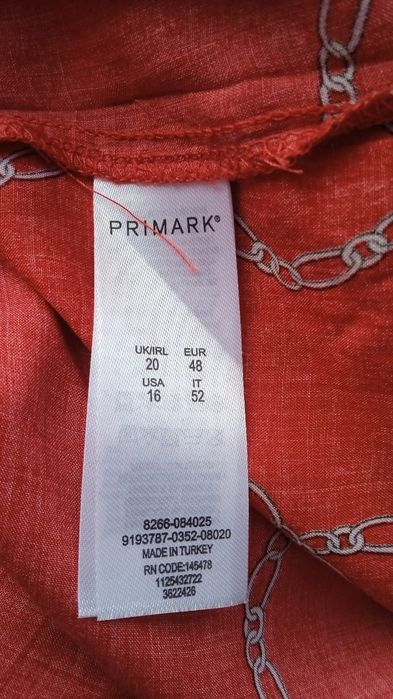 PRIMARK®
UK/IRL EUR
20 48
USA IT
16 52
8266-084025
9193787-0352-08020
MADE IN TURKEY
RN CODE:145478
1125432722
3622426